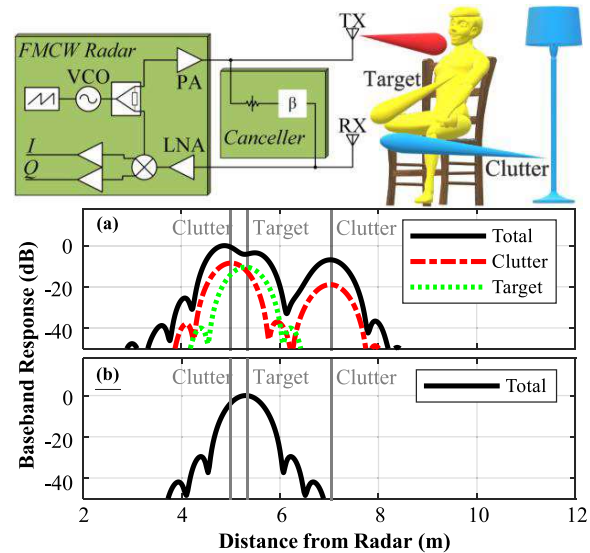 FMCW Radar
VCO
PA
I
Q
LNA
Canceller
β
TX
RX
Target
Clutter
(a)
Clutter Target Clutter
Total
Clutter
Target
0
-20
-40
(b)
Clutter Target Clutter
Total
0
-20
-40
Baseband Response (dB)
2 4 6 8 10 12
Distance from Radar (m)